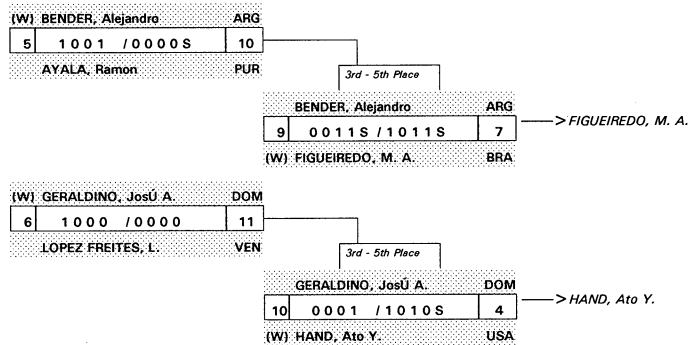 (W) BENDER, Alejandro ARG
5 1001 /0000S 10
AYALA, Ramon PUR
3rd - 5th Place
BENDER, Alejandro ARG
9 0011S/1011S 7
(W) FIGUEIREDO, M. A. BRA
—> FIGUEIREDO, M. A.
(W) GERALDINO, JosÚ A. DOM
6 1000 /0000 11
LOPEZ FREITES, L. VEN
3rd - 5th Place
GERALDINO, JosÚ A. DOM
10 0001 /1010S 4
(W) HAND, Ato Y. USA
—> HAND, Ato Y.